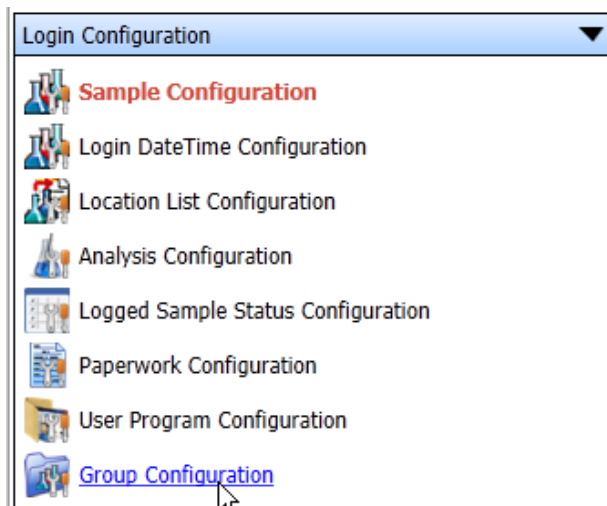 Login Configuration
Sample Configuration
Login DateTime Configuration
Location List Configuration
Analysis Configuration
Logged Sample Status Configuration
Paperwork Configuration
User Program Configuration
Group Configuration